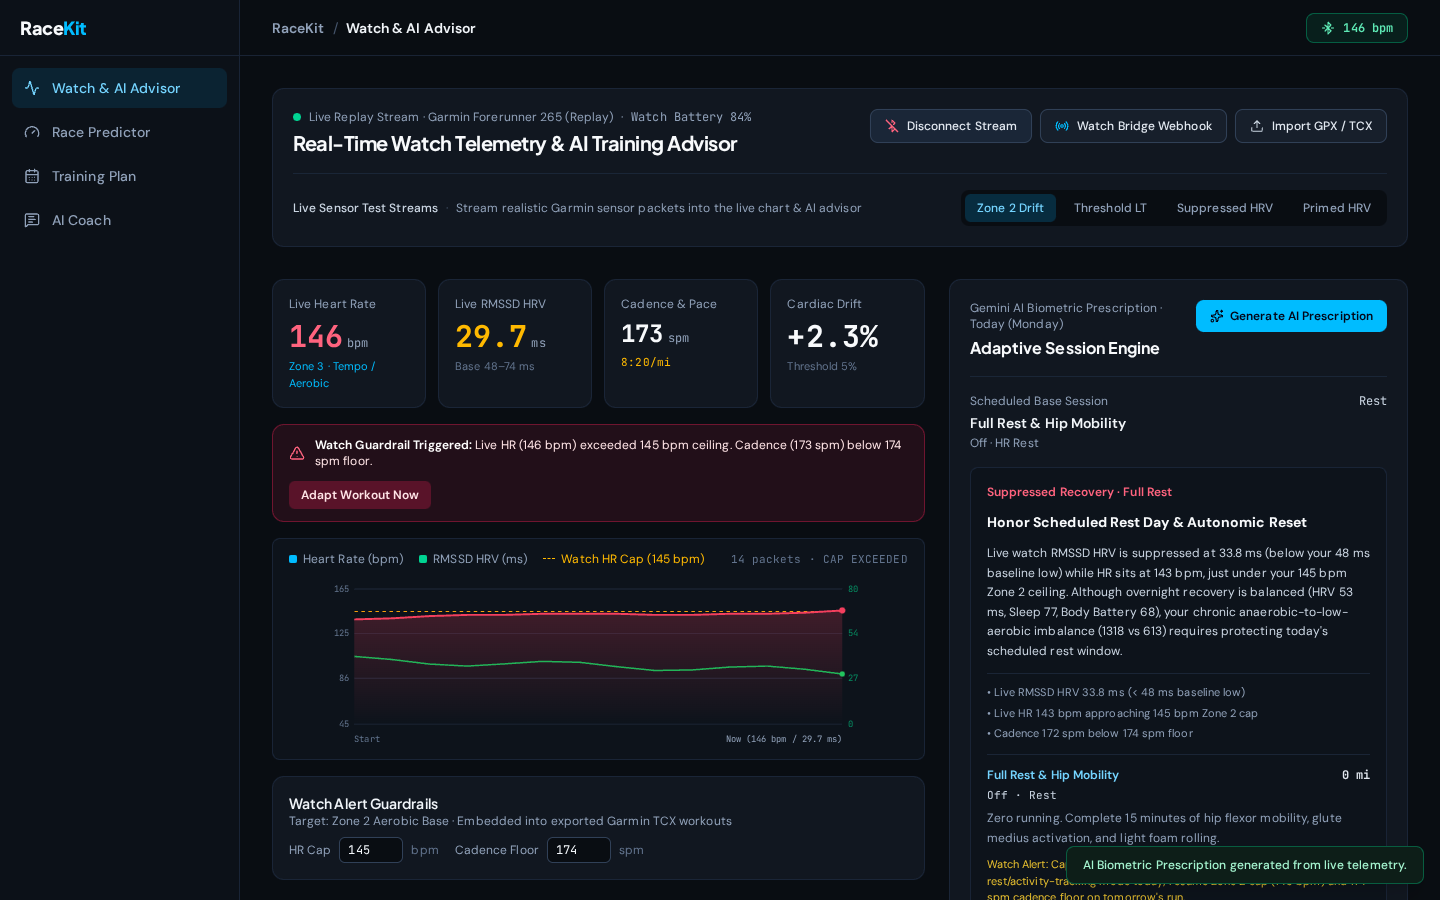 RaceKit
RaceKit / Watch & AI Advisor
146 bpm
Watch & AI Advisor
Race Predictor
Training Plan
AI Coach
Live Replay Stream · Garmin Forerunner 265 (Replay) · Watch Battery 84%
Real-Time Watch Telemetry & AI Training Advisor
Disconnect Stream
Watch Bridge Webhook
Import GPX / TCX
Live Sensor Test Streams · Stream realistic Garmin sensor packets into the live chart & AI advisor
Zone 2 Drift
Threshold LT
Suppressed HRV
Primed HRV
Live Heart Rate
146 bpm
Zone 3 · Tempo /
Aerobic
Live RMSSD HRV
29.7 ms
Base 48–74 ms
Cadence & Pace
173 spm
8:20/mi
Cardiac Drift
+2.3%
Threshold 5%
Watch Guardrail Triggered: Live HR (146 bpm) exceeded 145 bpm ceiling. Cadence (173 spm) below 174
spm floor.
Adapt Workout Now
Heart Rate (bpm)
RMSSD HRV (ms)
Watch HR Cap (145 bpm)
14 packets · CAP EXCEEDED
165
125
86
45
80
54
27
0
Start
Now (146 bpm / 29.7 ms)
Watch Alert Guardrails
Target: Zone 2 Aerobic Base · Embedded into exported Garmin TCX workouts
HR Cap 145 bpm Cadence Floor 174 spm
Gemini AI Biometric Prescription ·
Today (Monday)
Adaptive Session Engine
Generate AI Prescription
Scheduled Base Session
Rest
Full Rest & Hip Mobility
Off · HR Rest
Suppressed Recovery · Full Rest
Honor Scheduled Rest Day & Autonomic Reset
Live watch RMSSD HRV is suppressed at 33.8 ms (below your 48 ms
baseline low) while HR sits at 143 bpm, just under your 145 bpm
Zone 2 ceiling. Although overnight recovery is balanced (HRV 53
ms, Sleep 77, Body Battery 68), your chronic anaerobic-to-low-
aerobic imbalance (1318 vs 613) requires protecting today's
scheduled rest window.
• Live RMSSD HRV 33.8 ms (< 48 ms baseline low)
• Live HR 143 bpm approaching 145 bpm Zone 2 cap
• Cadence 172 spm below 174 spm floor
Full Rest & Hip Mobility
0 mi
Off · Rest
Zero running. Complete 15 minutes of hip flexor mobility, glute
medius activation, and light foam rolling.
Watch Alert:
spm cadence floor on tomorrow's run
AI Biometric Prescription generated from live telemetry.